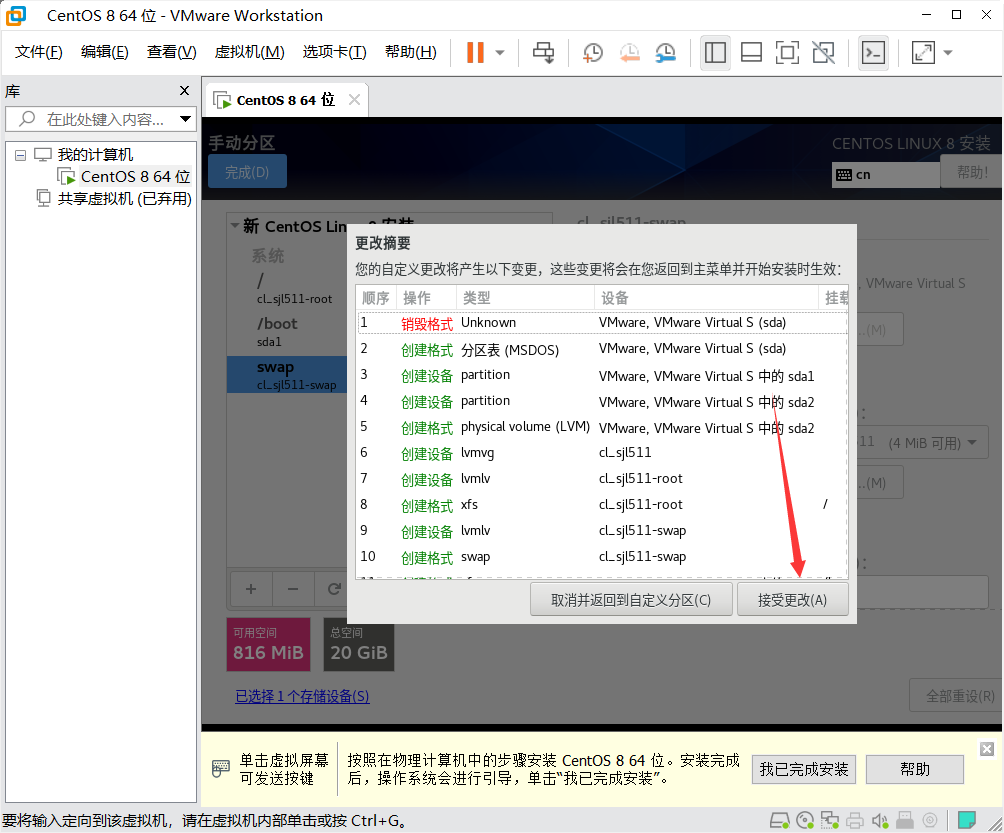 CentOS 8 64 位 - VMware Workstation
文件(F) 编辑(E) 查看(V) 虚拟机(M) 选项卡(T) 帮助(H)
库
在此处键入内容...
我的计算机
CentOS 8 64 位
共享虚拟机 (已弃用)
CentOS 8 64 位
手动分区
CENTOS LINUX 8 安装
完成(D)
cn
帮助!
新 CentOS Lin 8 安装
cl_sjl511-swap
系统
/
cl_sjl511-root
/boot
sda1
swap
cl_sjl511-swap
, VMware Virtual S
...(M)
:
11 (4 MiB 可用)
...(M)
:
更改摘要
您的自定义更改将产生以下变更，这些变更将会在您返回到主菜单并开始安装时生效：
顺序 操作 类型 设备 挂载
1 销毁格式 Unknown VMware, VMware Virtual S (sda)
2 创建格式 分区表 (MSDOS) VMware, VMware Virtual S (sda)
3 创建设备 partition VMware, VMware Virtual S 中的 sda1
4 创建设备 partition VMware, VMware Virtual S 中的 sda2
5 创建格式 physical volume (LVM) VMware, VMware Virtual S 中的 sda2
6 创建设备 lvmvg cl_sjl511
7 创建设备 lvmlv cl_sjl511-root
8 创建格式 xfs cl_sjl511-root /
9 创建设备 lvmlv cl_sjl511-swap
10 创建格式 swap cl_sjl511-swap
取消并返回到自定义分区(C) 接受更改(A)
+ − 
可用空间
816 MiB
总空间
20 GiB
已选择 1 个存储设备(S)
全部重设(R)
单击虚拟屏幕
可发送按键
按照在物理计算机中的步骤安装 CentOS 8 64 位。安装完成
后，操作系统会进行引导，单击“我已完成安装”。
我已完成安装 帮助
要将输入定向到该虚拟机，请在虚拟机内部单击或按 Ctrl+G。